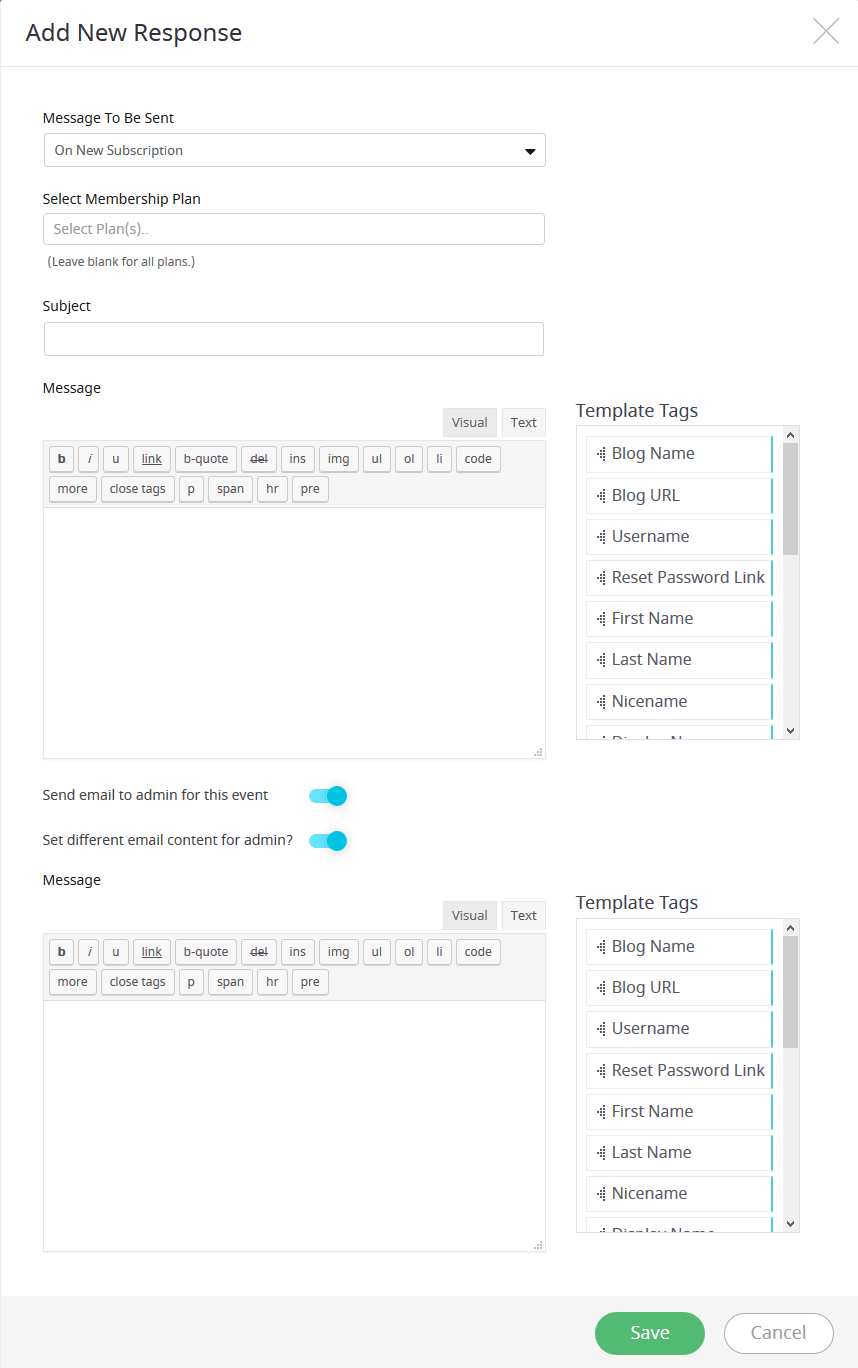 Add New Response
Message To Be Sent
On New Subscription
Select Membership Plan
Select Plan(s)..
(Leave blank for all plans.)
Subject
Message
Visual Text
b i u link b-quote del ins img ul ol li code
more close tags p span hr pre
Template Tags
Blog Name
Blog URL
Username
Reset Password Link
First Name
Last Name
Nicename
Send email to admin for this event
Set different email content for admin?
Message
Visual Text
b i u link b-quote del ins img ul ol li code
more close tags p span hr pre
Template Tags
Blog Name
Blog URL
Username
Reset Password Link
First Name
Last Name
Nicename
Display Name
Save Cancel